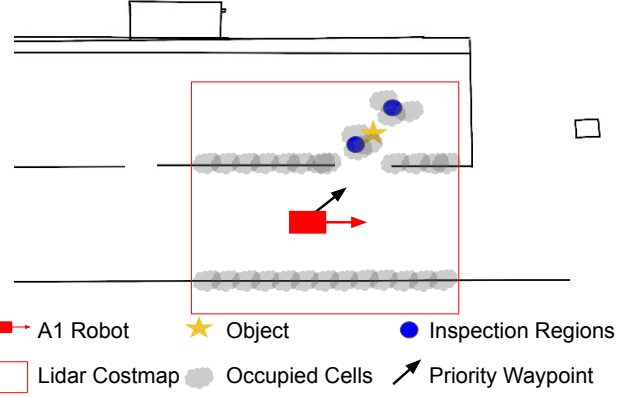 A1 Robot Object Inspection Regions
Lidar Costmap Occupied Cells Priority Waypoint